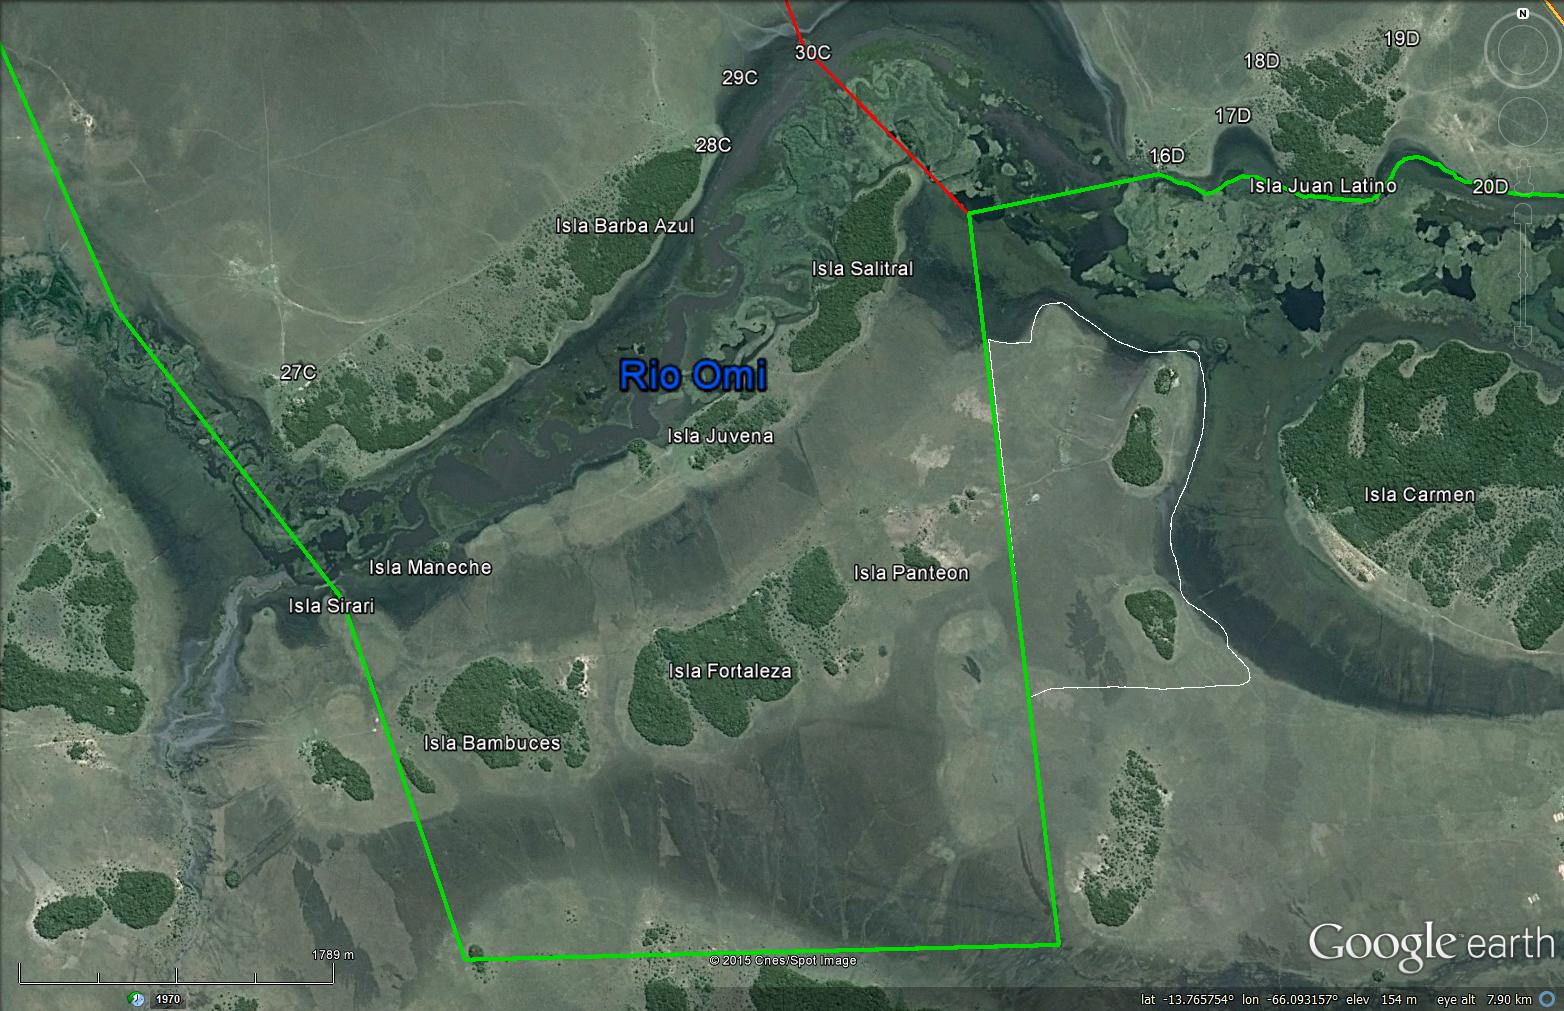 N
19D
30C
18D
29C
17D
28C
16D
Isla Juan Latino
20D
Isla Barba Azul
Isla Salitral
27C
Rio Omi
Isla Juvena
Isla Carmen
Isla Maneche
Isla Panteon
Isla Sirari
Isla Fortaleza
Isla Bambuces
Google earth
1789 m
© 2015 Cnes/Spot Image
1970
lat -13.765754° lon -66.093157° elev 154 m eye alt 7.90 km